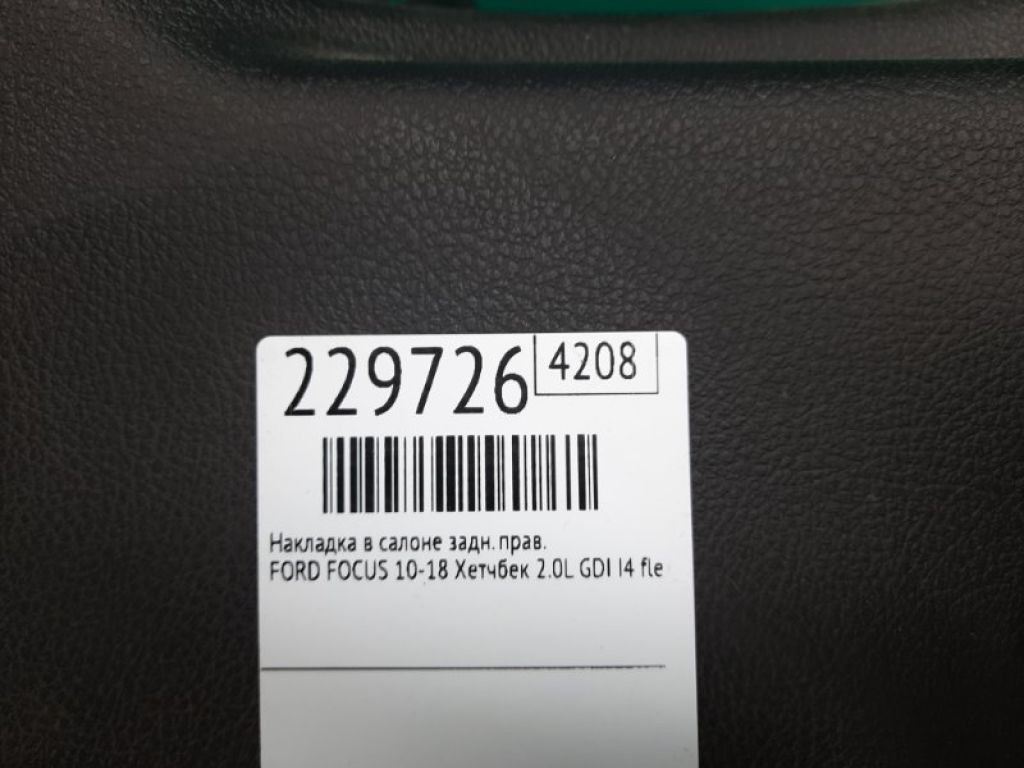 229726 4208
Накладка в салоне задн. прав.
FORD FOCUS 10-18 Хетчбек 2.0L GDI I4 fle